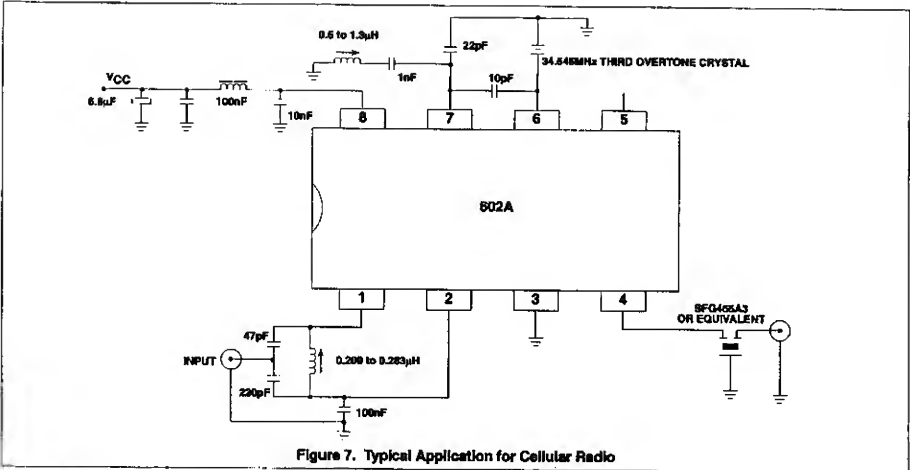 0.5 to 1.3µH
22pF
34.545MHz THIRD OVERTONE CRYSTAL
1nF
10pF
VCC
6.8µF
100nF
10nF
8
7
6
5
602A
1
2
3
4
47pF
INPUT
0.209 to 0.283µH
220pF
100nF
SFG455A3
OR EQUIVALENT
Figure 7. Typical Application for Cellular Radio